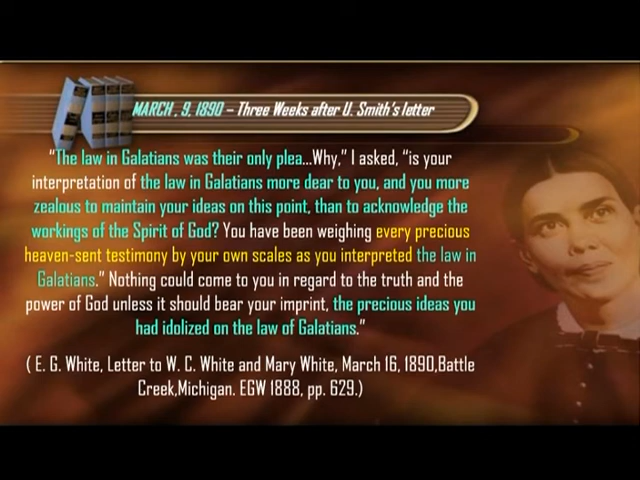 MARCH , 9, 1890 – Three Weeks after U. Smith's letter
"The law in Galatians was their only plea...Why," I asked, "is your
interpretation of the law in Galatians more dear to you, and you more
zealous to maintain your ideas on this point, than to acknowledge the
workings of the Spirit of God? You have been weighing every precious
heaven-sent testimony by your own scales as you interpreted the law in
Galatians." Nothing could come to you in regard to the truth and the
power of God unless it should bear your imprint, the precious ideas you
had idolized on the law of Galatians."
( E. G. White, Letter to W. C. White and Mary White, March 16, 1890,Battle
Creek,Michigan. EGW 1888, pp. 629.)